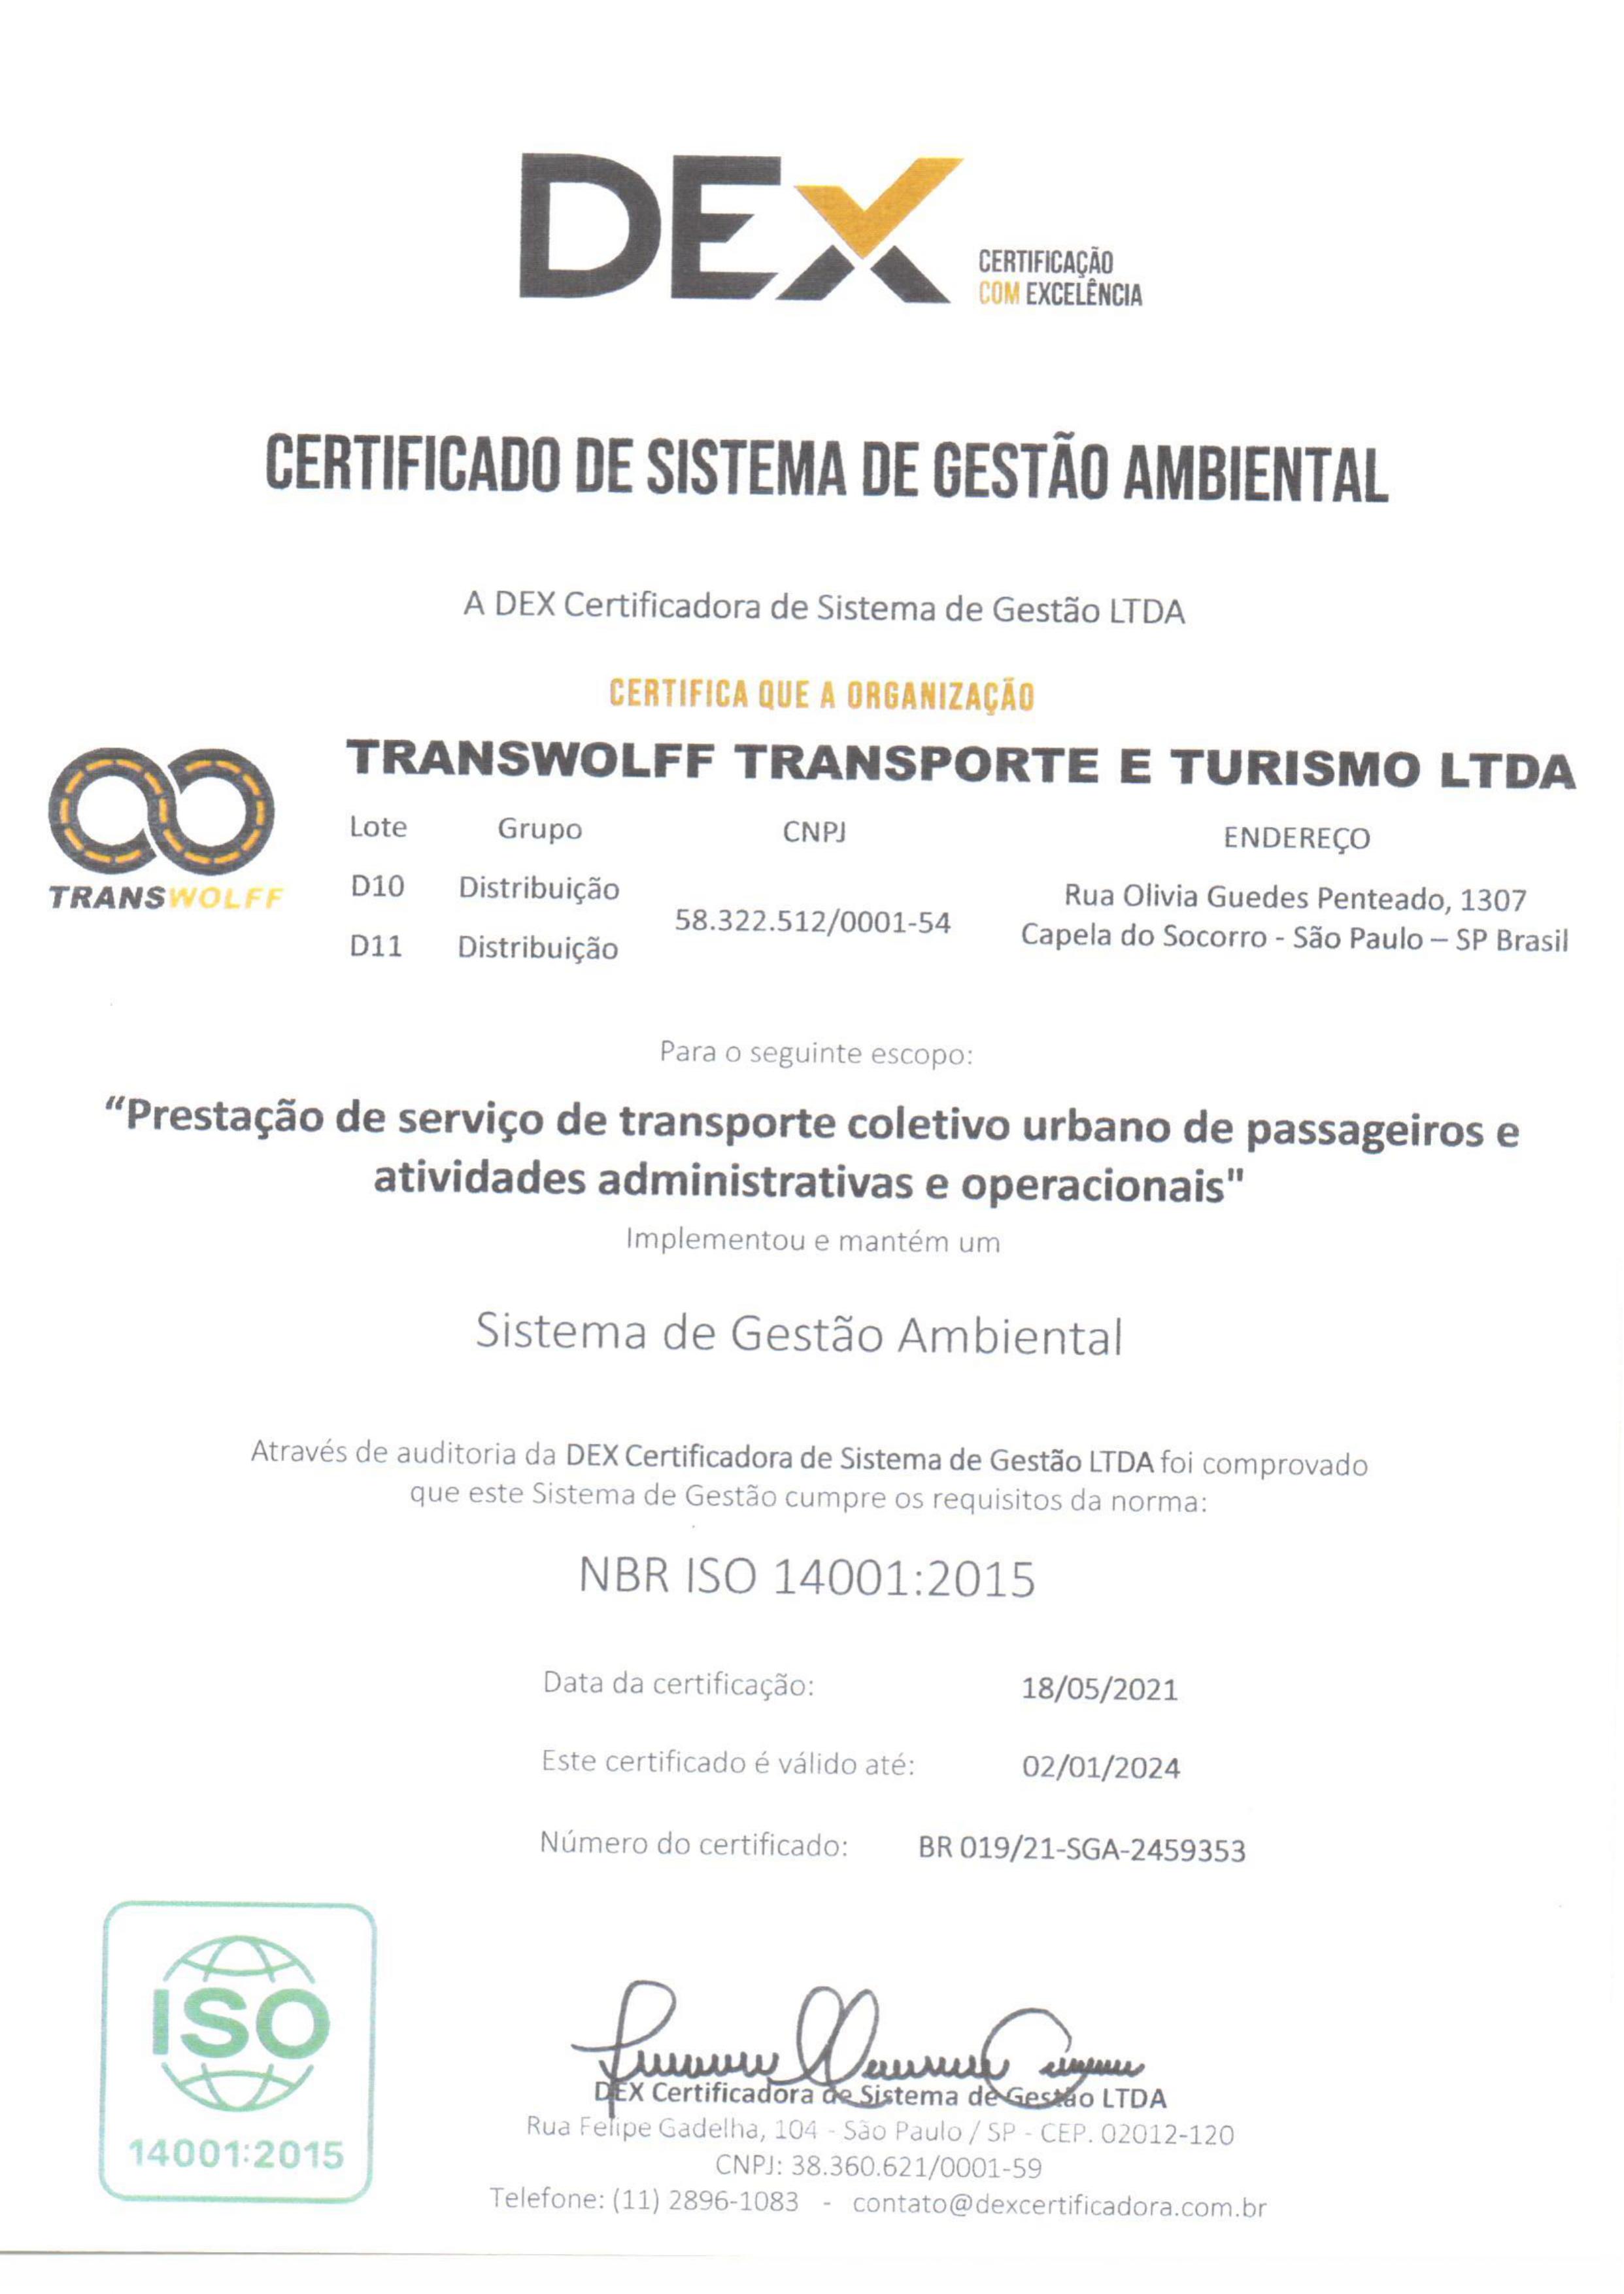 DEX
CERTIFICAÇÃO
COM EXCELÊNCIA
CERTIFICADO DE SISTEMA DE GESTÃO AMBIENTAL
A DEX Certificadora de Sistema de Gestão LTDA
CERTIFICA QUE A ORGANIZAÇÃO
TRANSWOLFF TRANSPORTE E TURISMO LTDA
TRANSWOLFF
Lote Grupo CNPJ ENDEREÇO
D10 Distribuição
D11 Distribuição
58.322.512/0001-54
Rua Olivia Guedes Penteado, 1307
Capela do Socorro - São Paulo – SP Brasil
Para o seguinte escopo:
“Prestação de serviço de transporte coletivo urbano de passageiros e
atividades administrativas e operacionais"
Implementou e mantém um
Sistema de Gestão Ambiental
Através de auditoria da DEX Certificadora de Sistema de Gestão LTDA foi comprovado
que este Sistema de Gestão cumpre os requisitos da norma:
NBR ISO 14001:2015
Data da certificação: 18/05/2021
Este certificado é válido até: 02/01/2024
Número do certificado: BR 019/21-SGA-2459353
ISO
14001:2015
DEX Certificadora de Sistema de Gestão LTDA
Rua Felipe Gadelha, 104 - São Paulo / SP - CEP. 02012-120
CNPJ: 38.360.621/0001-59
Telefone: (11) 2896-1083 - contato@dexcertificadora.com.br